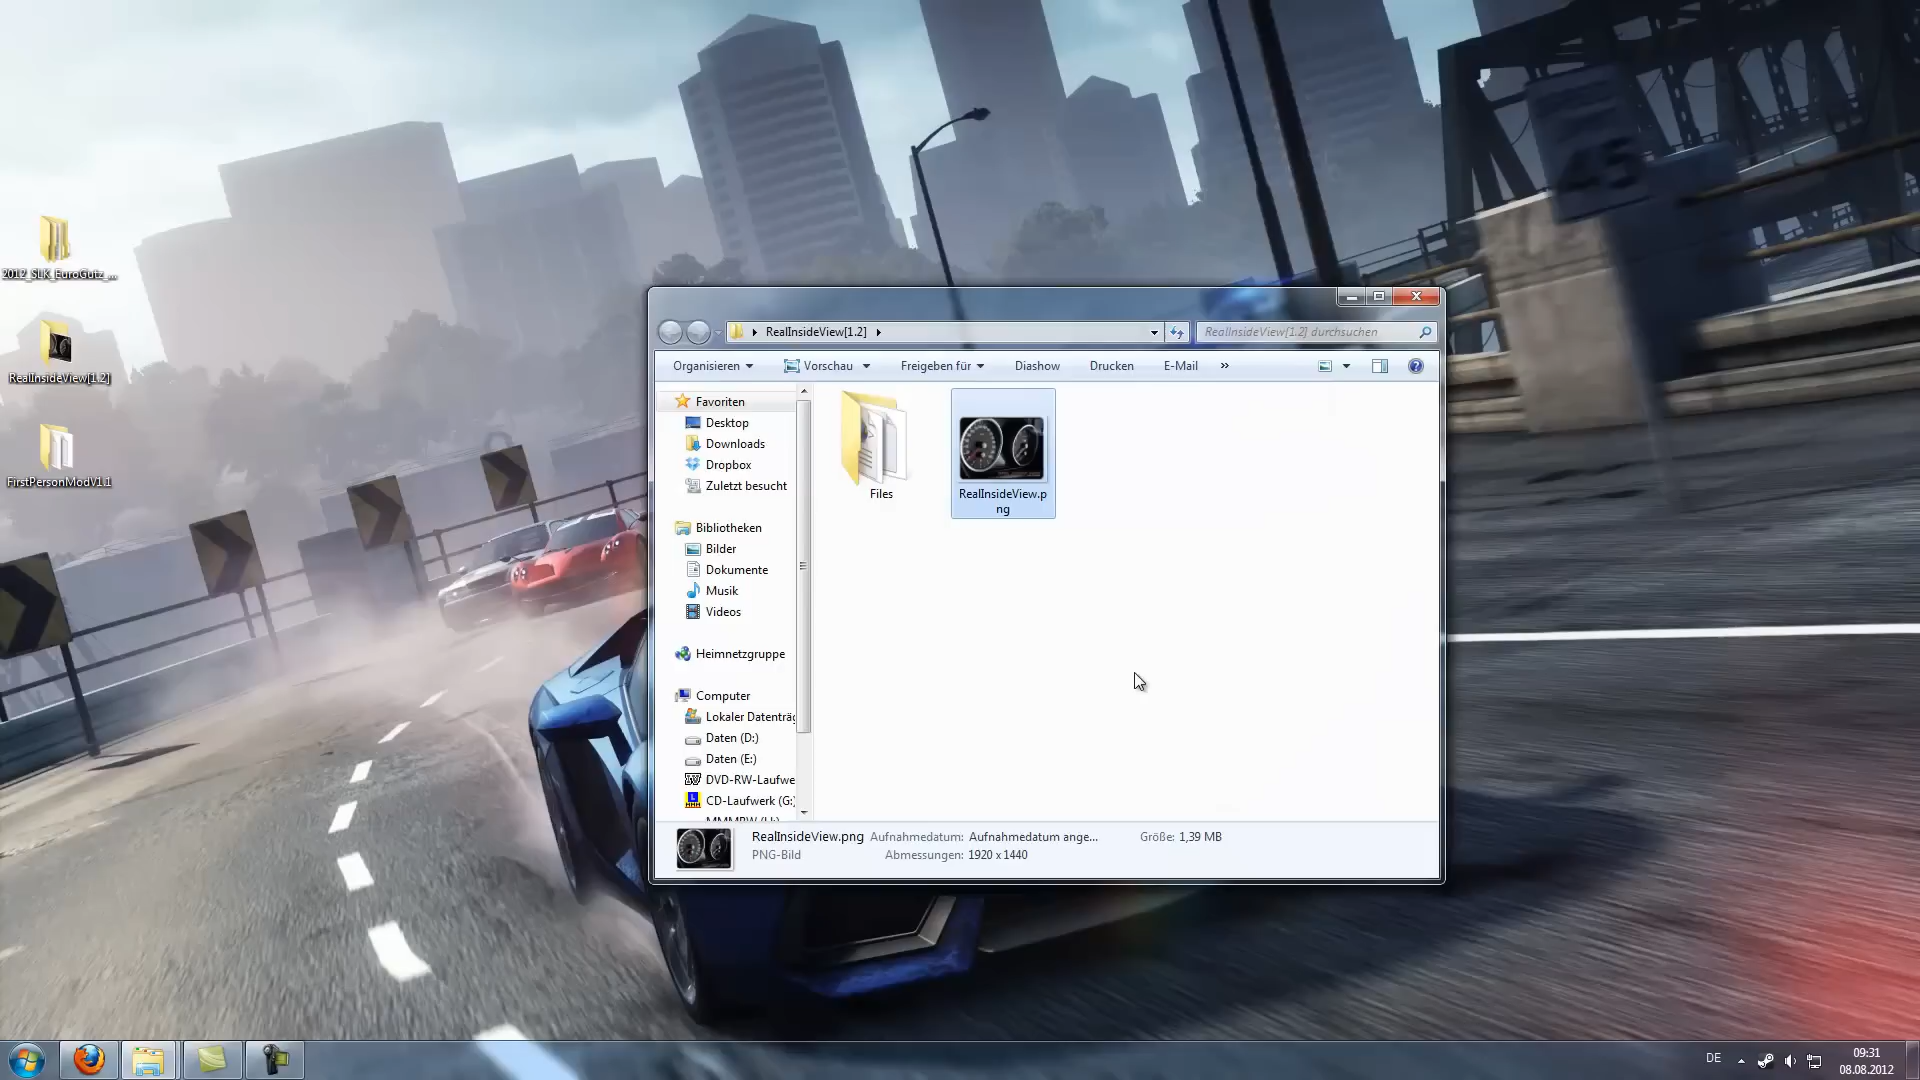 2012_SLK_EuroGutz_...
RealInsideView[1.2]
FirstPersonModV1.1
RealInsideView[1.2]
RealInsideView[1.2] durchsuchen
Organisieren
Vorschau
Freigeben für
Diashow
Drucken
E-Mail
»
Favoriten
Desktop
Downloads
Dropbox
Zuletzt besucht
Bibliotheken
Bilder
Dokumente
Musik
Videos
Heimnetzgruppe
Computer
Lokaler Datenträg
Daten (D:)
Daten (E:)
DVD-RW-Laufwe
CD-Laufwerk (G:)
Files
RealInsideView.p
ng
RealInsideView.png
Aufnahmedatum: Aufnahmedatum ange...
Größe: 1,39 MB
PNG-Bild
Abmessungen: 1920 x 1440
DE
09:31
08.08.2012